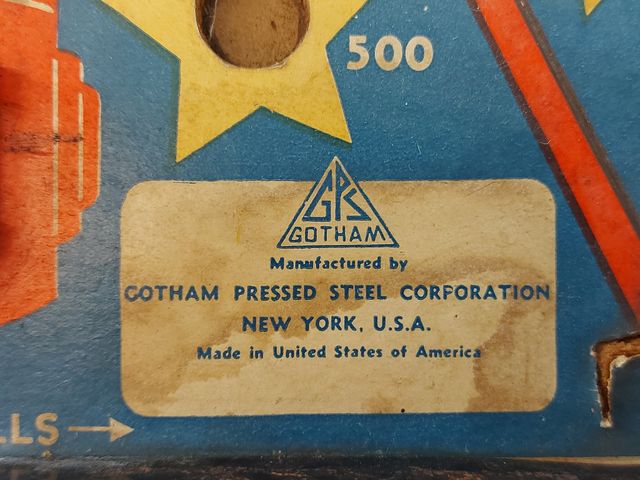 500
GPS
GOTHAM
Manufactured by
GOTHAM PRESSED STEEL CORPORATION
NEW YORK, U.S.A.
Made in United States of America
LLS